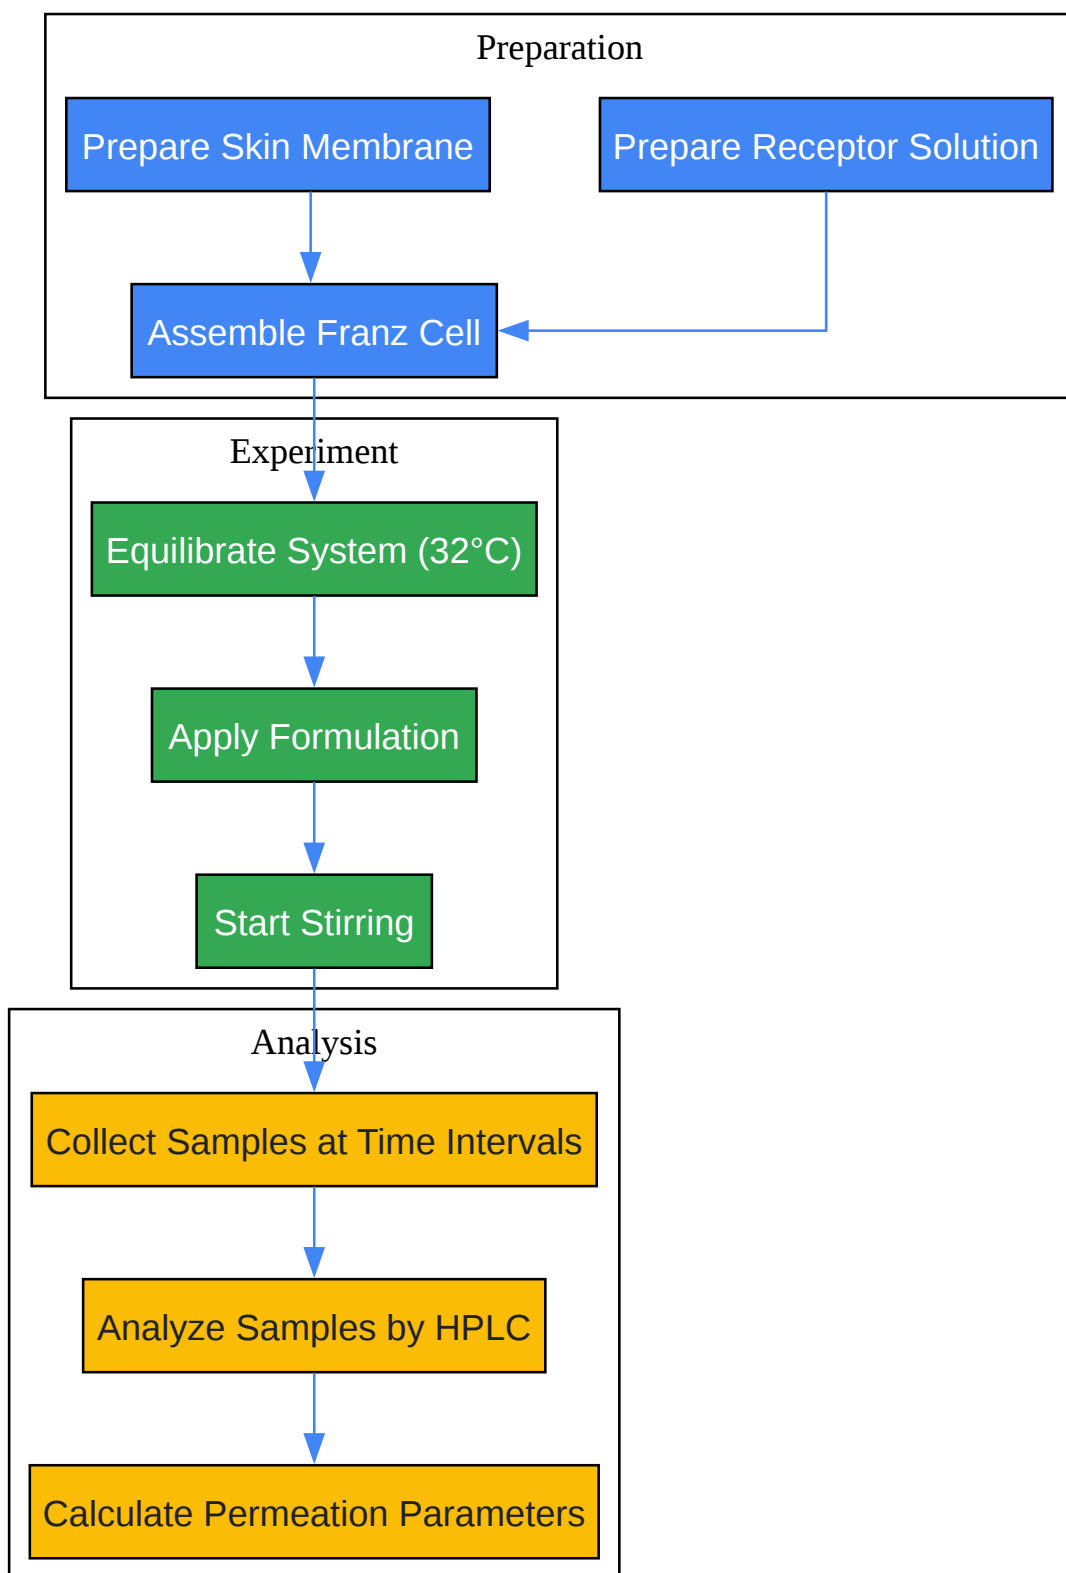 Preparation
Prepare Skin Membrane
Prepare Receptor Solution
Assemble Franz Cell
Experiment
Equilibrate System (32°C)
Apply Formulation
Start Stirring
Analysis
Collect Samples at Time Intervals
Analyze Samples by HPLC
Calculate Permeation Parameters